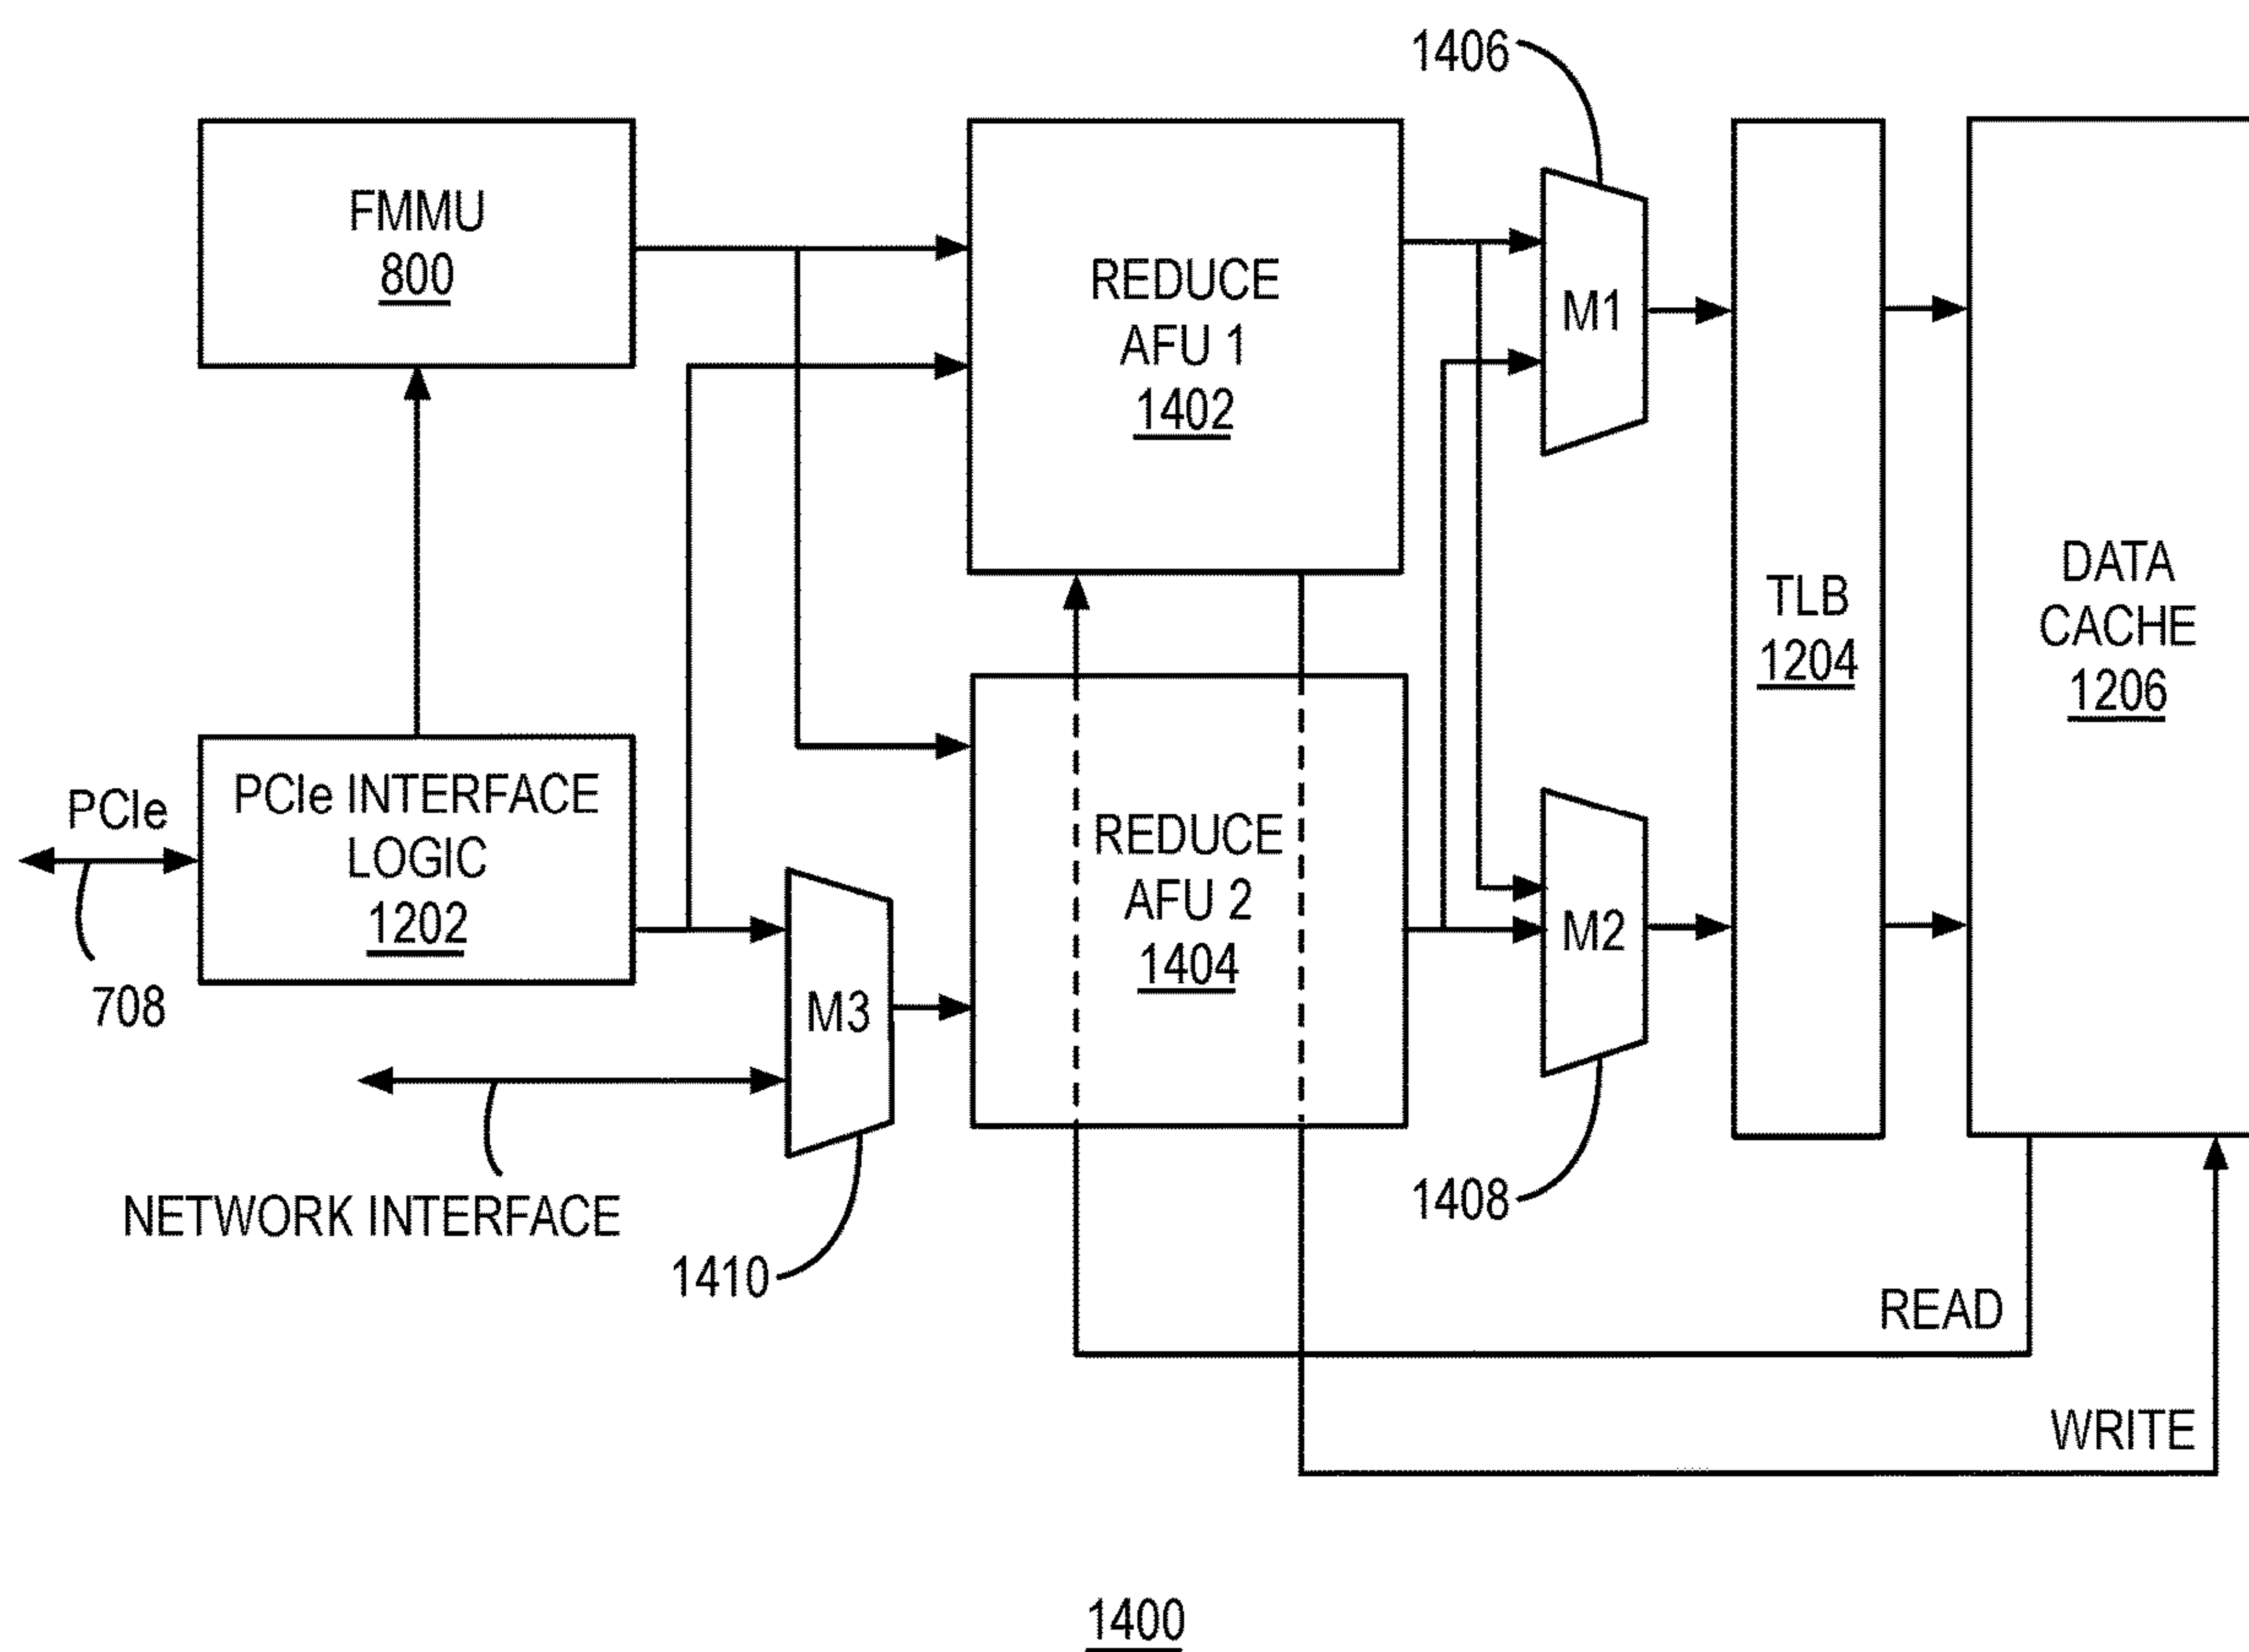 1406
FMMU
800
REDUCE
AFU 1
1402
M1
TLB
1204
DATA
CACHE
1206
PCIe
708
PCIe INTERFACE
LOGIC
1202
M3
REDUCE
AFU 2
1404
M2
NETWORK INTERFACE
1410
1408
READ
WRITE
1400